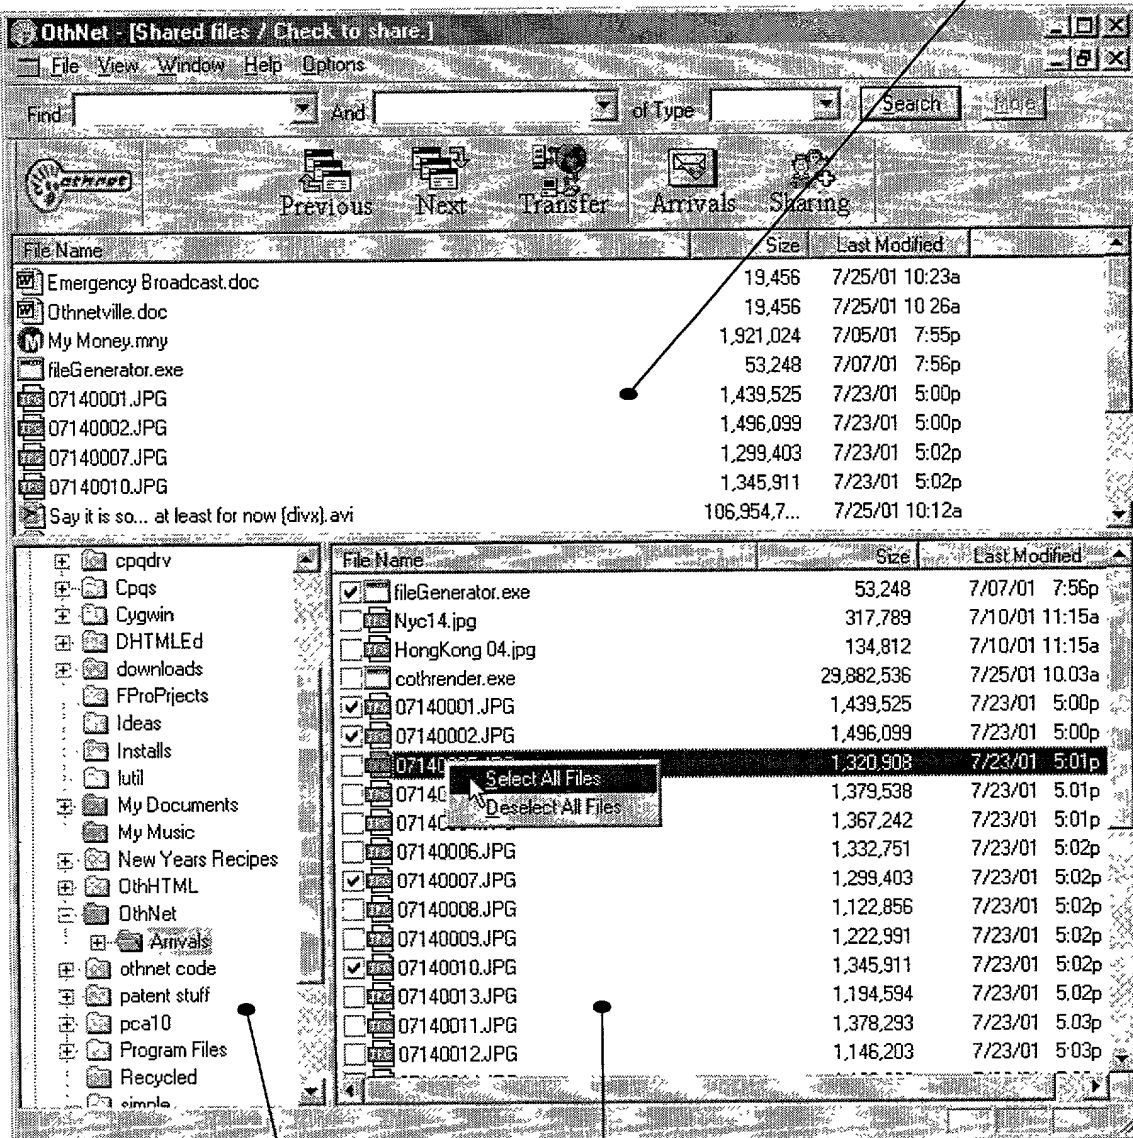 OthNet - [Shared files / Check to share.]
File View Window Help Options
Find And of Type Search More
othnet
Previous Next Transfer Arrivals Sharing
File Name Size Last Modified
Emergency Broadcast.doc 19,456 7/25/01 10:23a
Othnetville.doc 19,456 7/25/01 10 26a
My Money.mny 1,921,024 7/05/01 7:55p
fileGenerator.exe 53,248 7/07/01 7:56p
07140001.JPG 1,439,525 7/23/01 5:00p
07140002.JPG 1,496,099 7/23/01 5:00p
07140007.JPG 1,299,403 7/23/01 5:02p
07140010.JPG 1,345,911 7/23/01 5:02p
Say it is so... at least for now {divx}.avi 106,954,7... 7/25/01 10:12a
cpqdrv
Cpqs
Cygwin
DHTMLEd
downloads
FProPrjects
Ideas
Installs
lutil
My Documents
My Music
New Years Recipes
OthHTML
OthNet
Arrivals
othnet code
patent stuff
pca10
Program Files
Recycled
simple
File Name Size Last Modified
fileGenerator.exe 53,248 7/07/01 7:56p
Nyc14.jpg 317,789 7/10/01 11:15a
HongKong 04.jpg 134,812 7/10/01 11:15a
cothrender.exe 29,882,536 7/25/01 10.03a
07140001.JPG 1,439,525 7/23/01 5:00p
07140002.JPG 1,496,099 7/23/01 5:00p
1,320,908 7/23/01 5:01p
Select All Files
0714 1,379,538 7/23/01 5.01p
Deselect All Files
0714 1,367,242 7/23/01 5:01p
07140006.JPG 1,332,751 7/23/01 5:02p
07140007.JPG 1,299,403 7/23/01 5:02p
07140008.JPG 1,122,856 7/23/01 5:02p
07140009.JPG 1,222,991 7/23/01 5:02p
07140010.JPG 1,345,911 7/23/01 5:02p
07140013.JPG 1,194,594 7/23/01 5.02p
07140011.JPG 1,378,293 7/23/01 5.03p
07140012.JPG 1,146,203 7/23/01 5:03p